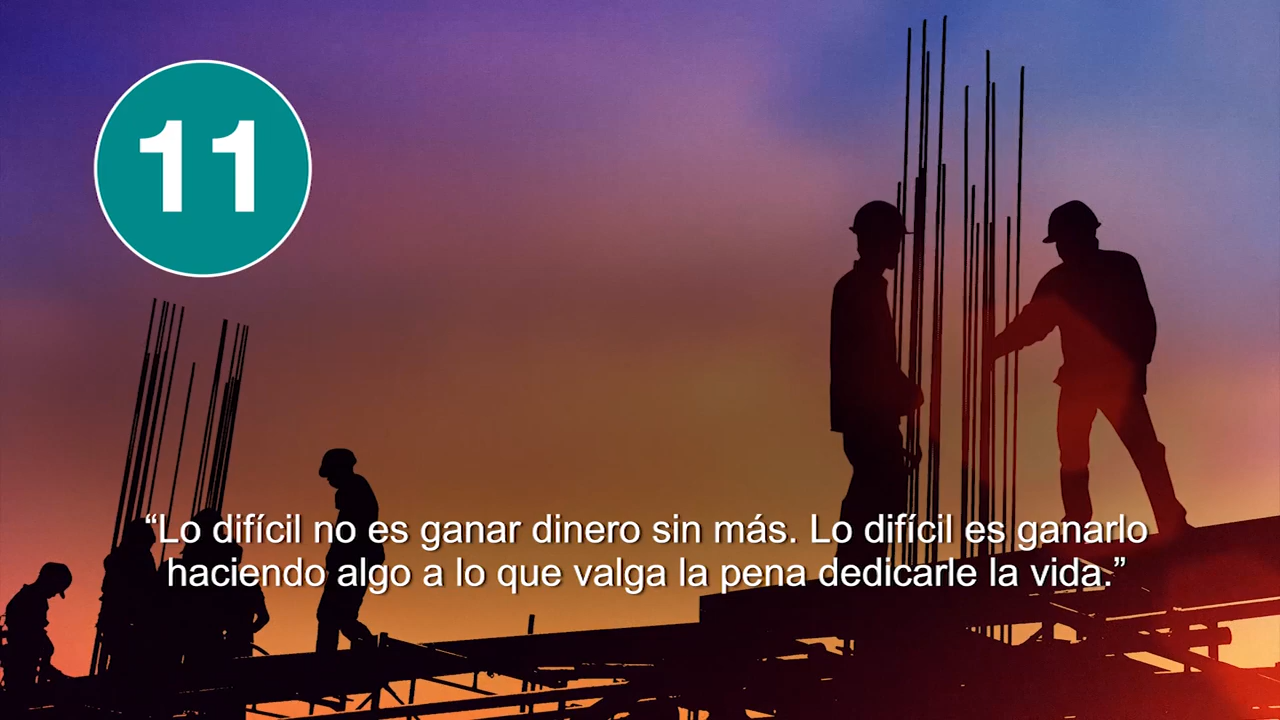 11
“Lo difícil no es ganar dinero sin más. Lo difícil es ganarlo
haciendo algo a lo que valga la pena dedicarle la vida.”